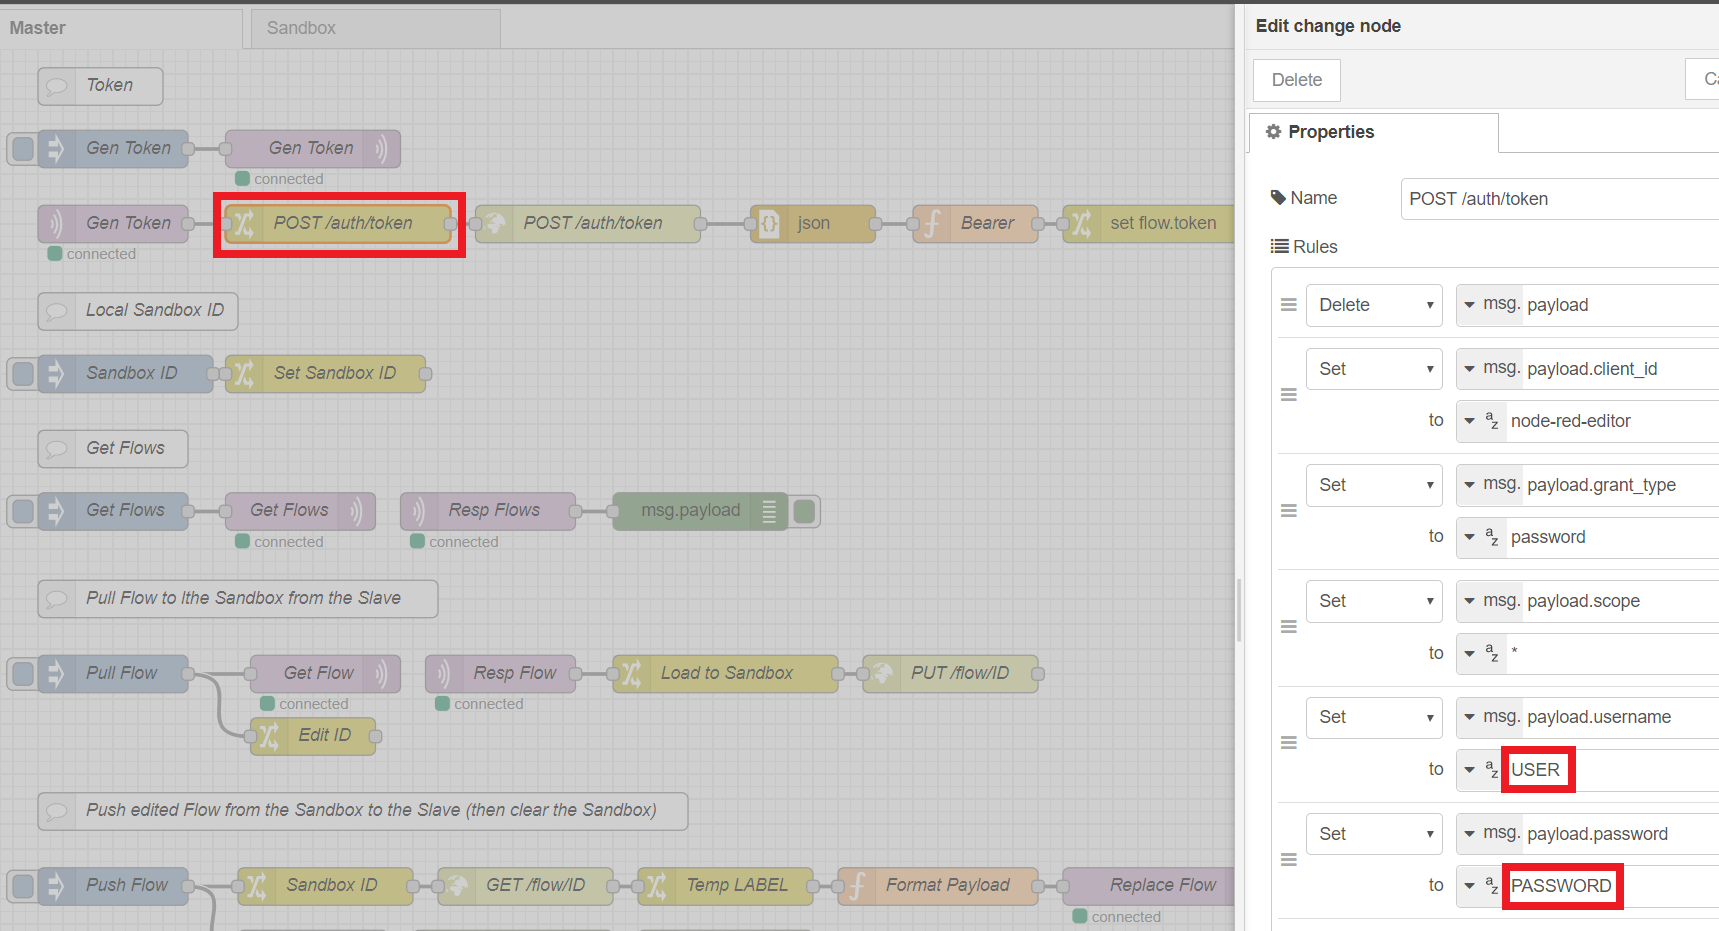 Master
Sandbox
Token
Gen Token
Gen Token
connected
Gen Token
connected
POST /auth/token
POST /auth/token
json
Bearer
set flow.token
Local Sandbox ID
Sandbox ID
Set Sandbox ID
Get Flows
Get Flows
Get Flows
connected
Resp Flows
connected
msg.payload
Pull Flow to lthe Sandbox from the Slave
Pull Flow
Get Flow
connected
Resp Flow
connected
Load to Sandbox
PUT /flow/ID
Edit ID
Push edited Flow from the Sandbox to the Slave (then clear the Sandbox)
Push Flow
Sandbox ID
GET /flow/ID
Temp LABEL
Format Payload
Replace Flow
connected
Edit change node
Delete
Ca
Properties
Name
POST /auth/token
Rules
Delete
msg. payload
Set
msg. payload.client_id
to
az node-red-editor
Set
msg. payload.grant_type
to
az password
Set
msg. payload.scope
to
az *
Set
msg. payload.username
to
az USER
Set
msg. payload.password
to
az PASSWORD